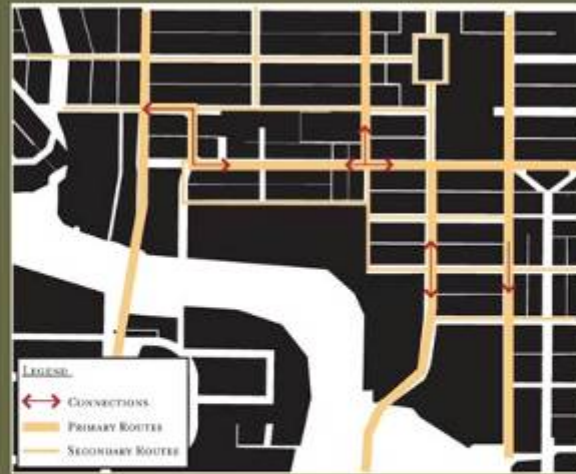 LEGEND
CONNECTIONS
PRIMARY ROUTES
SECONDARY ROUTES